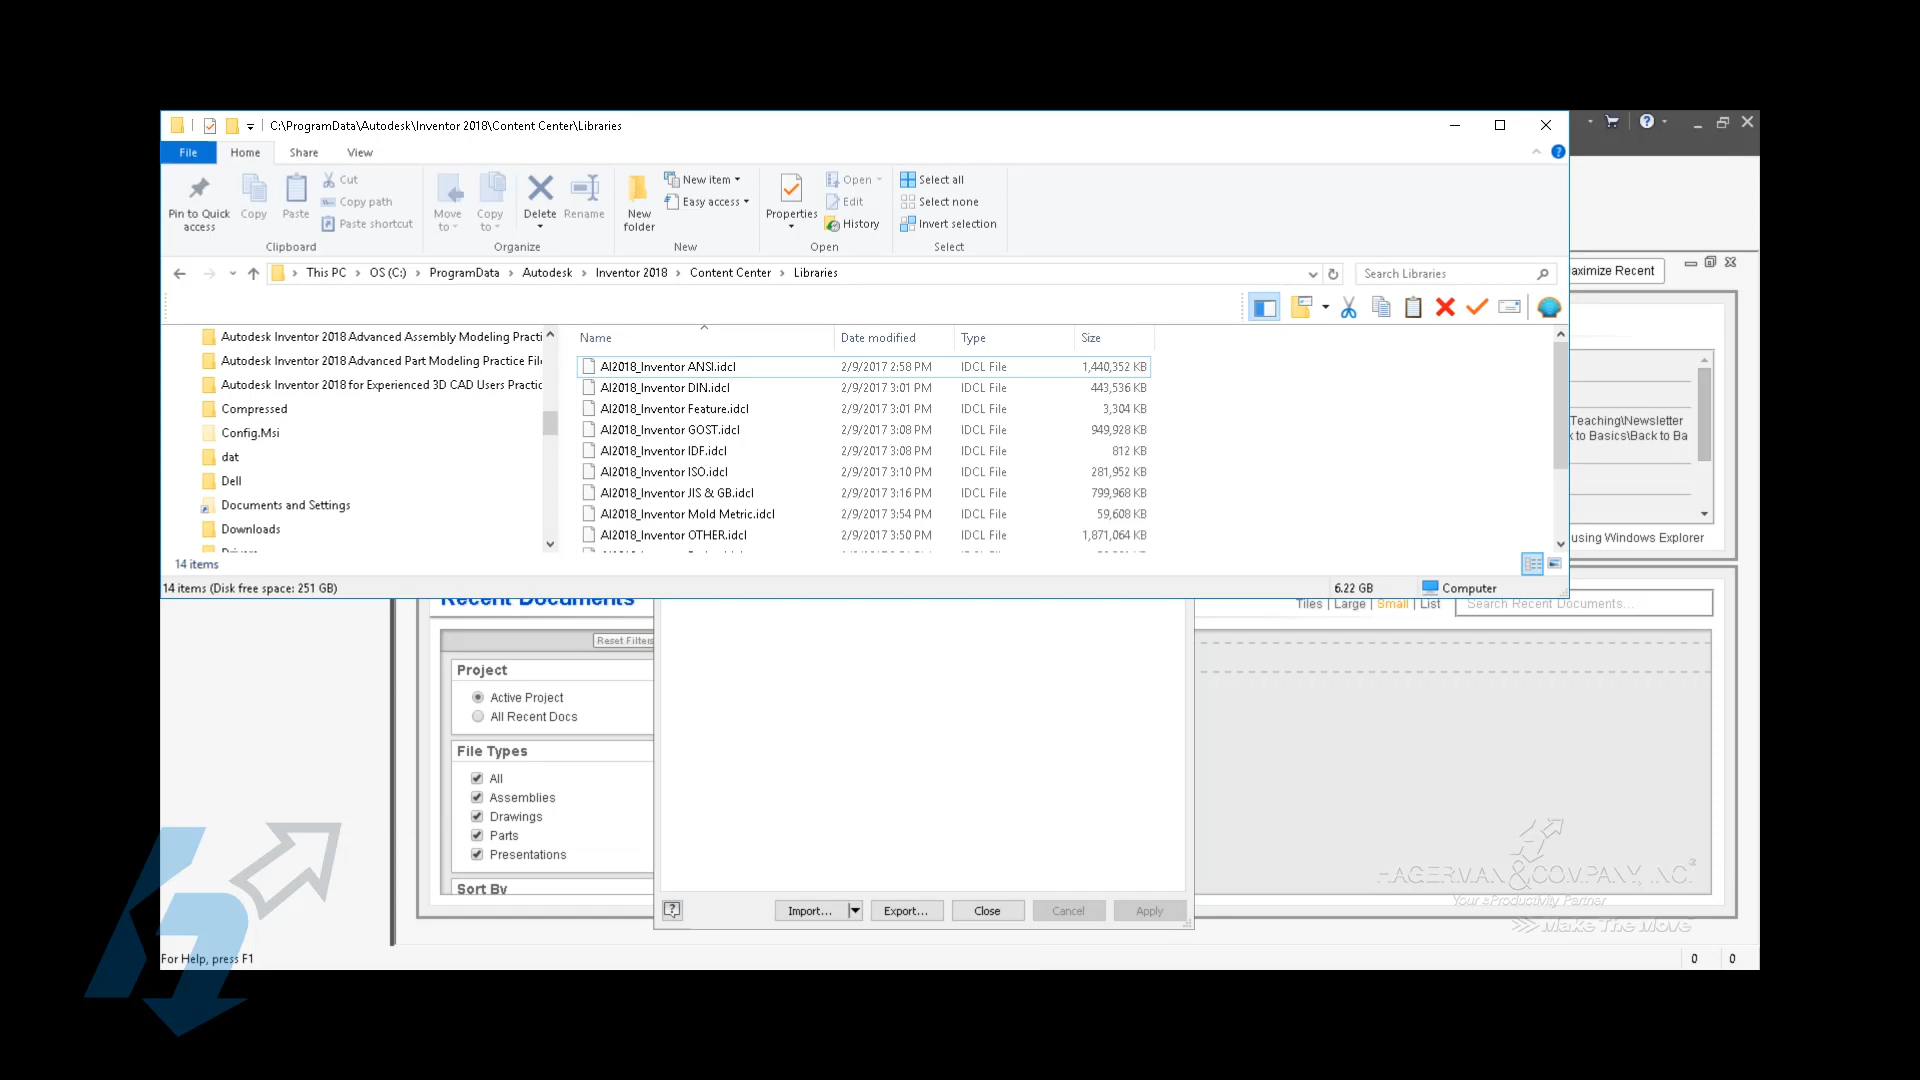 C:\ProgramData\Autodesk\Inventor 2018\Content Center\Libraries
File Home Share View
Pin to Quick access
Copy
Paste
Cut
Copy path
Paste shortcut
Clipboard
Move to
Copy to
Delete
Rename
Organize
New folder
New item
Easy access
New
Properties
Open
Edit
History
Open
Select all
Select none
Invert selection
Select
This PC > OS (C:) > ProgramData > Autodesk > Inventor 2018 > Content Center > Libraries
Search Libraries
aximize Recent
Autodesk Inventor 2018 Advanced Assembly Modeling Practi
Autodesk Inventor 2018 Advanced Part Modeling Practice Fil
Autodesk Inventor 2018 for Experienced 3D CAD Users Practic
Compressed
Config.Msi
dat
Dell
Documents and Settings
Downloads
Name Date modified Type Size
AI2018_Inventor ANSI.idcl 2/9/2017 2:58 PM IDCL File 1,440,352 KB
AI2018_Inventor DIN.idcl 2/9/2017 3:01 PM IDCL File 443,536 KB
AI2018_Inventor Feature.idcl 2/9/2017 3:01 PM IDCL File 3,304 KB
AI2018_Inventor GOST.idcl 2/9/2017 3:08 PM IDCL File 949,928 KB
AI2018_Inventor IDF.idcl 2/9/2017 3:08 PM IDCL File 812 KB
AI2018_Inventor ISO.idcl 2/9/2017 3:10 PM IDCL File 281,952 KB
AI2018_Inventor JIS & GB.idcl 2/9/2017 3:16 PM IDCL File 799,968 KB
AI2018_Inventor Mold Metric.idcl 2/9/2017 3:54 PM IDCL File 59,608 KB
AI2018_Inventor OTHER.idcl 2/9/2017 3:50 PM IDCL File 1,871,064 KB
Teaching\Newsletter
k to Basics\Back to Ba
using Windows Explorer
14 items
14 items (Disk free space: 251 GB) 6.22 GB Computer
Recent Documents
Tiles | Large | Small | List
Search Recent Documents...
Reset Filters
Project
Active Project
All Recent Docs
File Types
All
Assemblies
Drawings
Parts
Presentations
Sort By
HAGERMAN & COMPANY, INC.
Your eProductivity Partner
Make The Move
Import... Export... Close Cancel Apply
For Help, press F1
0 0